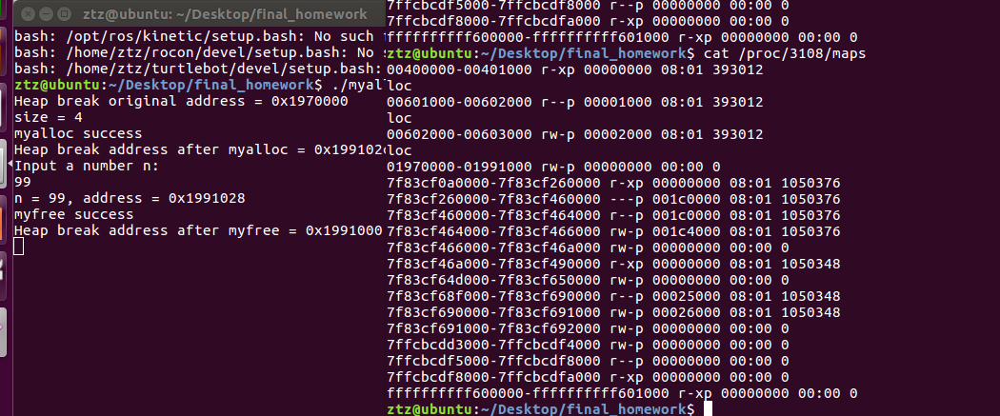 ztz@ubuntu: ~/Desktop/final_homework
bash: /opt/ros/kinetic/setup.bash: No such
bash: /home/ztz/rocon/devel/setup.bash: No
bash: /home/ztz/turtlebot/devel/setup.bash:
ztz@ubuntu:~/Desktop/final_homework$ ./myal
Heap break original address = 0x1970000
size = 4
myalloc success
Heap break address after myalloc = 0x199102
Input a number n:
99
n = 99, address = 0x1991028
myfree success
Heap break address after myfree = 0x1991000
7ffcbcdf5000-7ffcbcdf8000 r--p 00000000 00:00 0
7ffcbcdf8000-7ffcbcdfa000 r-xp 00000000 00:00 0
ffffffffff600000-ffffffffff601000 r-xp 00000000 00:00 0
ztz@ubuntu:~/Desktop/final_homework$ cat /proc/3108/maps
00400000-00401000 r-xp 00000000 08:01 393012
loc
00601000-00602000 r--p 00001000 08:01 393012
loc
00602000-00603000 rw-p 00002000 08:01 393012
loc
01970000-01991000 rw-p 00000000 00:00 0
7f83cf0a0000-7f83cf260000 r-xp 00000000 08:01 1050376
7f83cf260000-7f83cf460000 ---p 001c0000 08:01 1050376
7f83cf460000-7f83cf464000 r--p 001c0000 08:01 1050376
7f83cf464000-7f83cf466000 rw-p 001c4000 08:01 1050376
7f83cf466000-7f83cf46a000 rw-p 00000000 00:00 0
7f83cf46a000-7f83cf490000 r-xp 00000000 08:01 1050348
7f83cf64d000-7f83cf650000 rw-p 00000000 00:00 0
7f83cf68f000-7f83cf690000 r--p 00025000 08:01 1050348
7f83cf690000-7f83cf691000 rw-p 00026000 08:01 1050348
7f83cf691000-7f83cf692000 rw-p 00000000 00:00 0
7ffcbcdd3000-7ffcbcdf4000 rw-p 00000000 00:00 0
7ffcbcdf5000-7ffcbcdf8000 r--p 00000000 00:00 0
7ffcbcdf8000-7ffcbcdfa000 r-xp 00000000 00:00 0
ffffffffff600000-ffffffffff601000 r-xp 00000000 00:00 0
ztz@ubuntu:~/Desktop/final_homework$